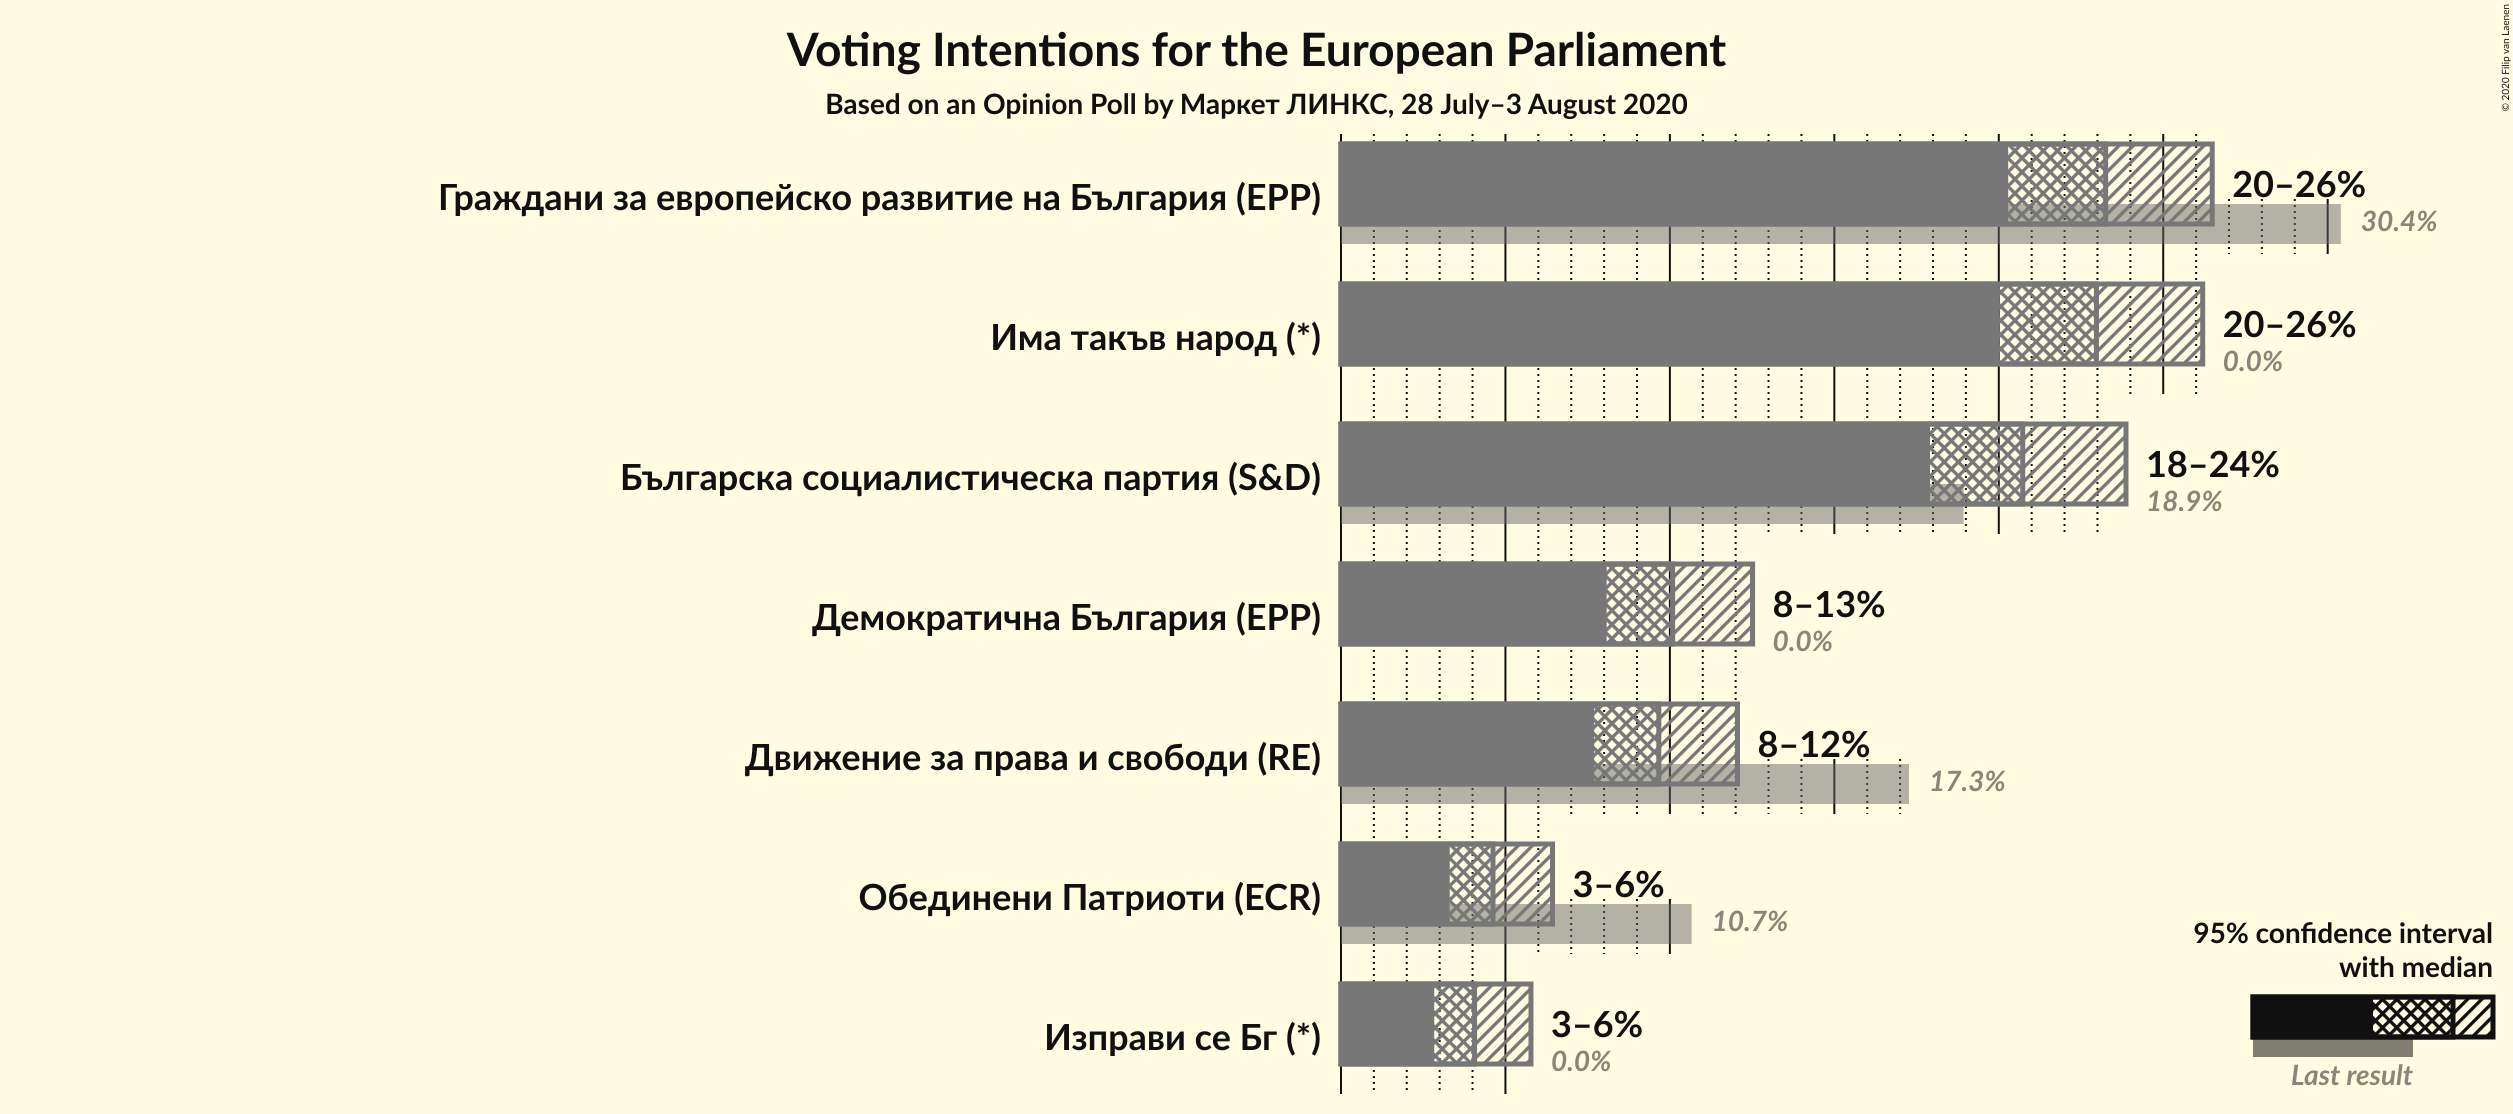 Voting Intentions for the European Parliament
Based on an Opinion Poll by Маркет ЛИНКС, 28 July–3 August 2020
© 2020 Filip van Laenen
Граждани за европейско развитие на България (EPP)
20–26%
30.4%
Има такъв народ (*)
20–26%
0.0%
Българска социалистическа партия (S&D)
18–24%
18.9%
Демократична България (EPP)
8–13%
0.0%
Движение за права и свободи (RE)
8–12%
17.3%
Обединени Патриоти (ECR)
3–6%
10.7%
Изправи се Бг (*)
3–6%
0.0%
95% confidence interval
with median
Last result